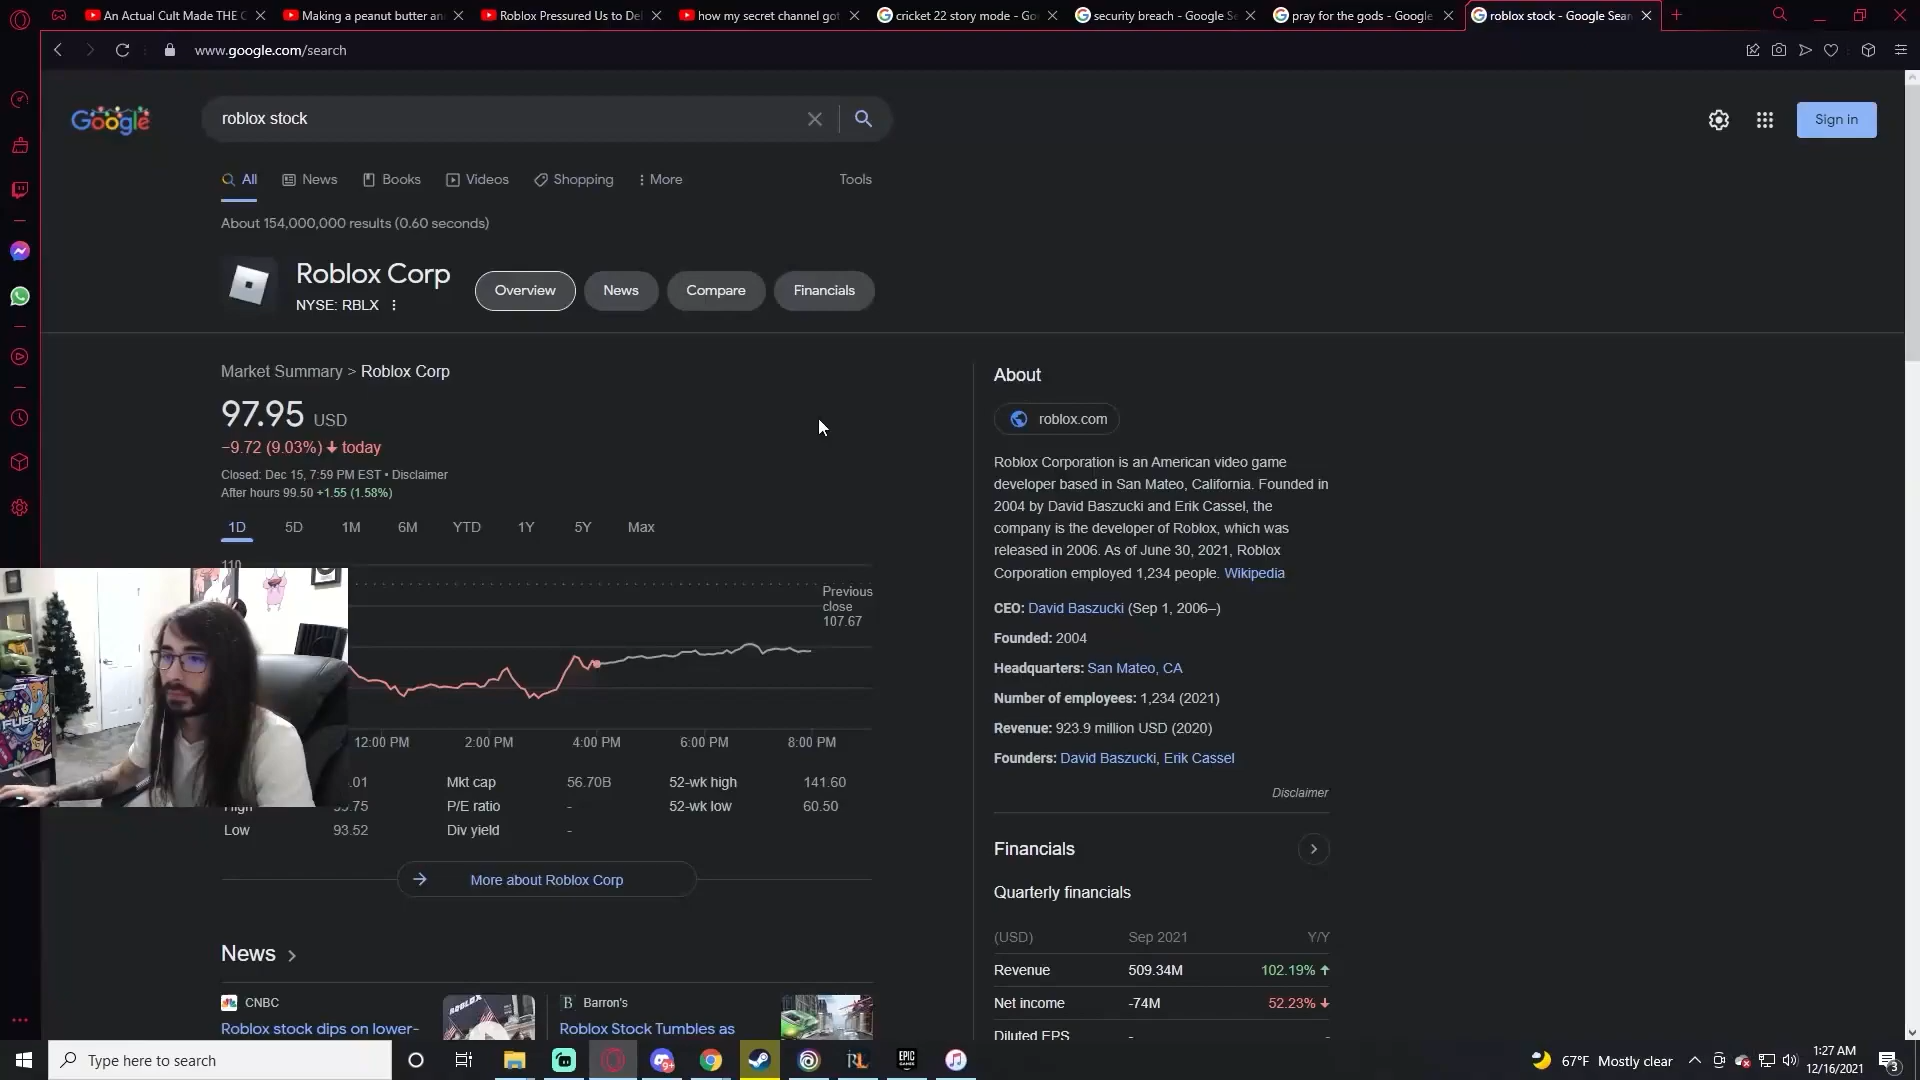 An Actual Cult Made THE C
Making a peanut butter an
Roblox Pressured Us to Del
how my secret channel got
cricket 22 story mode - Go
security breach - Google Se
pray for the gods - Google
roblox stock - Google Sear
www.google.com/search
Google
roblox stock
Sign in
All
News
Books
Videos
Shopping
More
Tools
About 154,000,000 results (0.60 seconds)
Roblox Corp
NYSE: RBLX
Overview
News
Compare
Financials
Market Summary > Roblox Corp
97.95 USD
−9.72 (9.03%) today
Closed: Dec 15, 7:59 PM EST • Disclaimer
After hours 99.50 +1.55 (1.58%)
1D 5D 1M 6M YTD 1Y 5Y Max
110
Previous
close
107.67
12:00 PM 2:00 PM 4:00 PM 6:00 PM 8:00 PM
.01 Mkt cap 56.70B 52-wk high 141.60
High .75 P/E ratio - 52-wk low 60.50
Low 93.52 Div yield -
More about Roblox Corp
News
CNBC
Roblox stock dips on lower-
Barron's
Roblox Stock Tumbles as
About
roblox.com
Roblox Corporation is an American video game
developer based in San Mateo, California. Founded in
2004 by David Baszucki and Erik Cassel, the
company is the developer of Roblox, which was
released in 2006. As of June 30, 2021, Roblox
Corporation employed 1,234 people. Wikipedia
CEO: David Baszucki (Sep 1, 2006–)
Founded: 2004
Headquarters: San Mateo, CA
Number of employees: 1,234 (2021)
Revenue: 923.9 million USD (2020)
Founders: David Baszucki, Erik Cassel
Disclaimer
Financials
Quarterly financials
(USD) Sep 2021 Y/Y
Revenue 509.34M 102.19%
Net income -74M 52.23%
Diluted EPS - -
FUEL
Type here to search
9+
RL
EPIC
GAMES
67°F Mostly clear
1:27 AM
12/16/2021
3